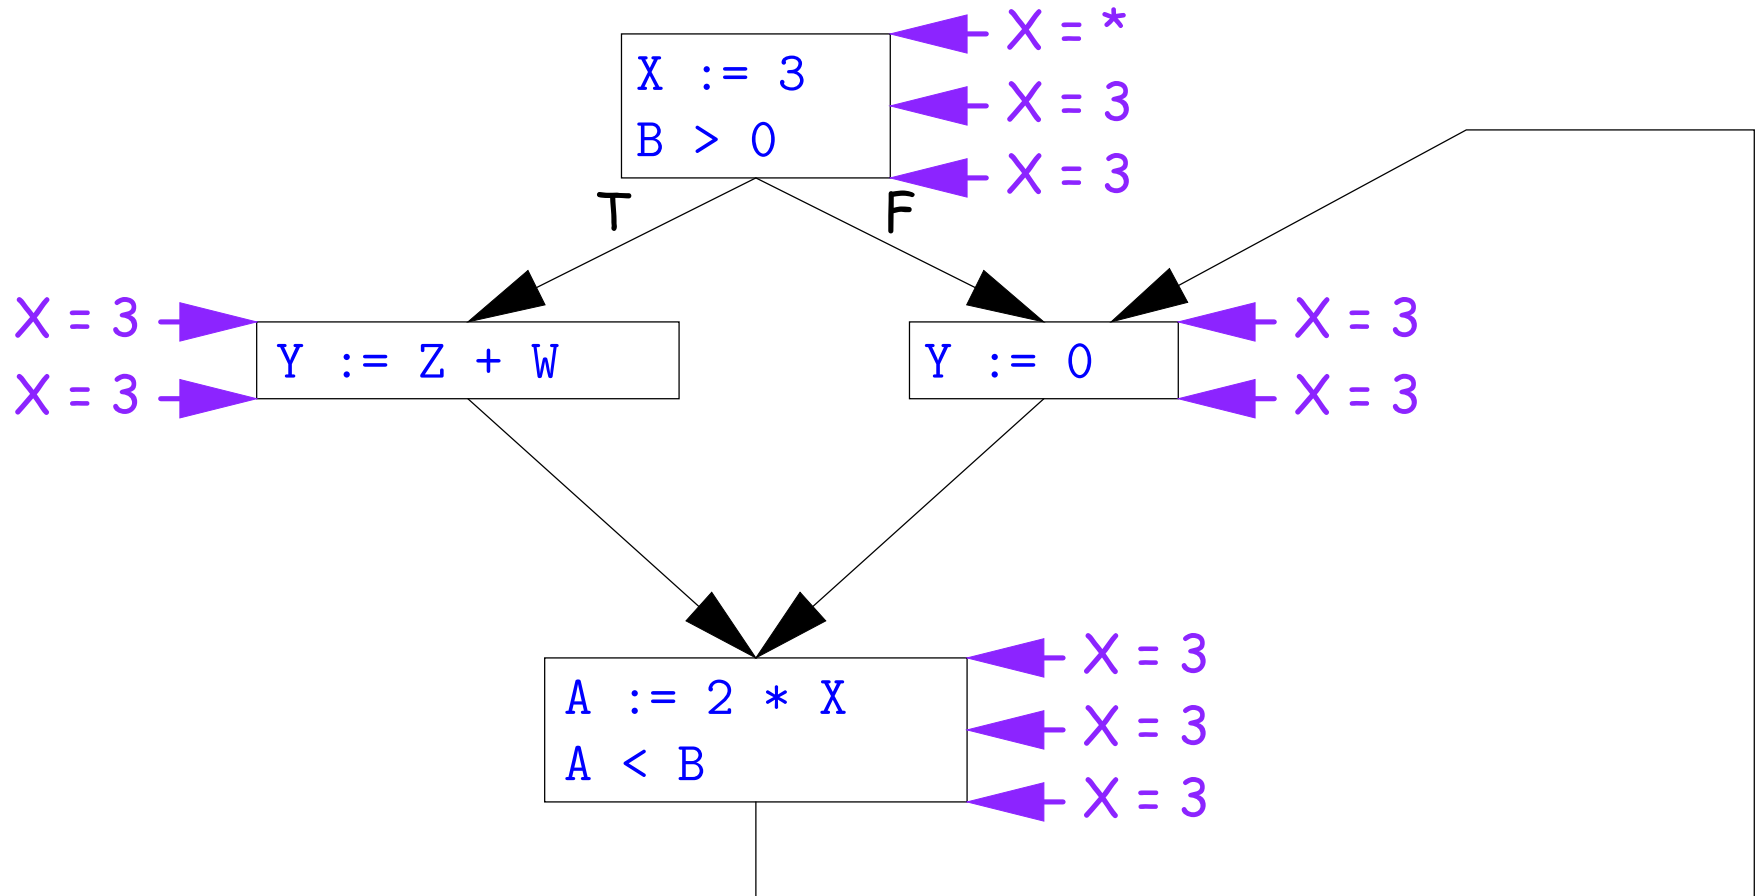 X = *
X := 3
X = 3
B > 0
X = 3
T
F
X = 3
X = 3
Y := Z + W
Y := 0
X = 3
X = 3
X = 3
A := 2 * X
X = 3
A < B
X = 3